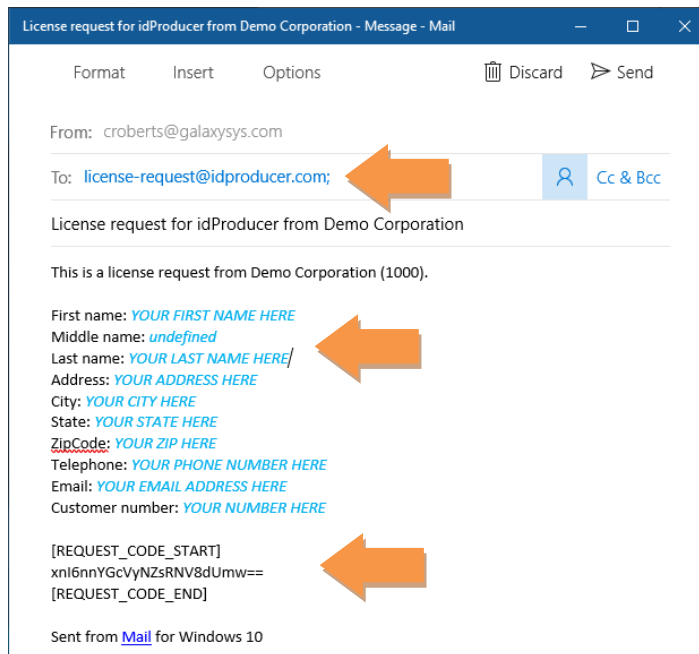 License request for idProducer from Demo Corporation - Message - Mail
Format Insert Options Discard Send
From: croberts@galaxysys.com
To: license-request@idproducer.com; Cc & Bcc
License request for idProducer from Demo Corporation
This is a license request from Demo Corporation (1000).
First name: YOUR FIRST NAME HERE
Middle name: undefined
Last name: YOUR LAST NAME HERE
Address: YOUR ADDRESS HERE
City: YOUR CITY HERE
State: YOUR STATE HERE
ZipCode: YOUR ZIP HERE
Telephone: YOUR PHONE NUMBER HERE
Email: YOUR EMAIL ADDRESS HERE
Customer number: YOUR NUMBER HERE
[REQUEST_CODE_START]
xnI6nnYGcVyNZsRNV8dUmw==
[REQUEST_CODE_END]
Sent from Mail for Windows 10